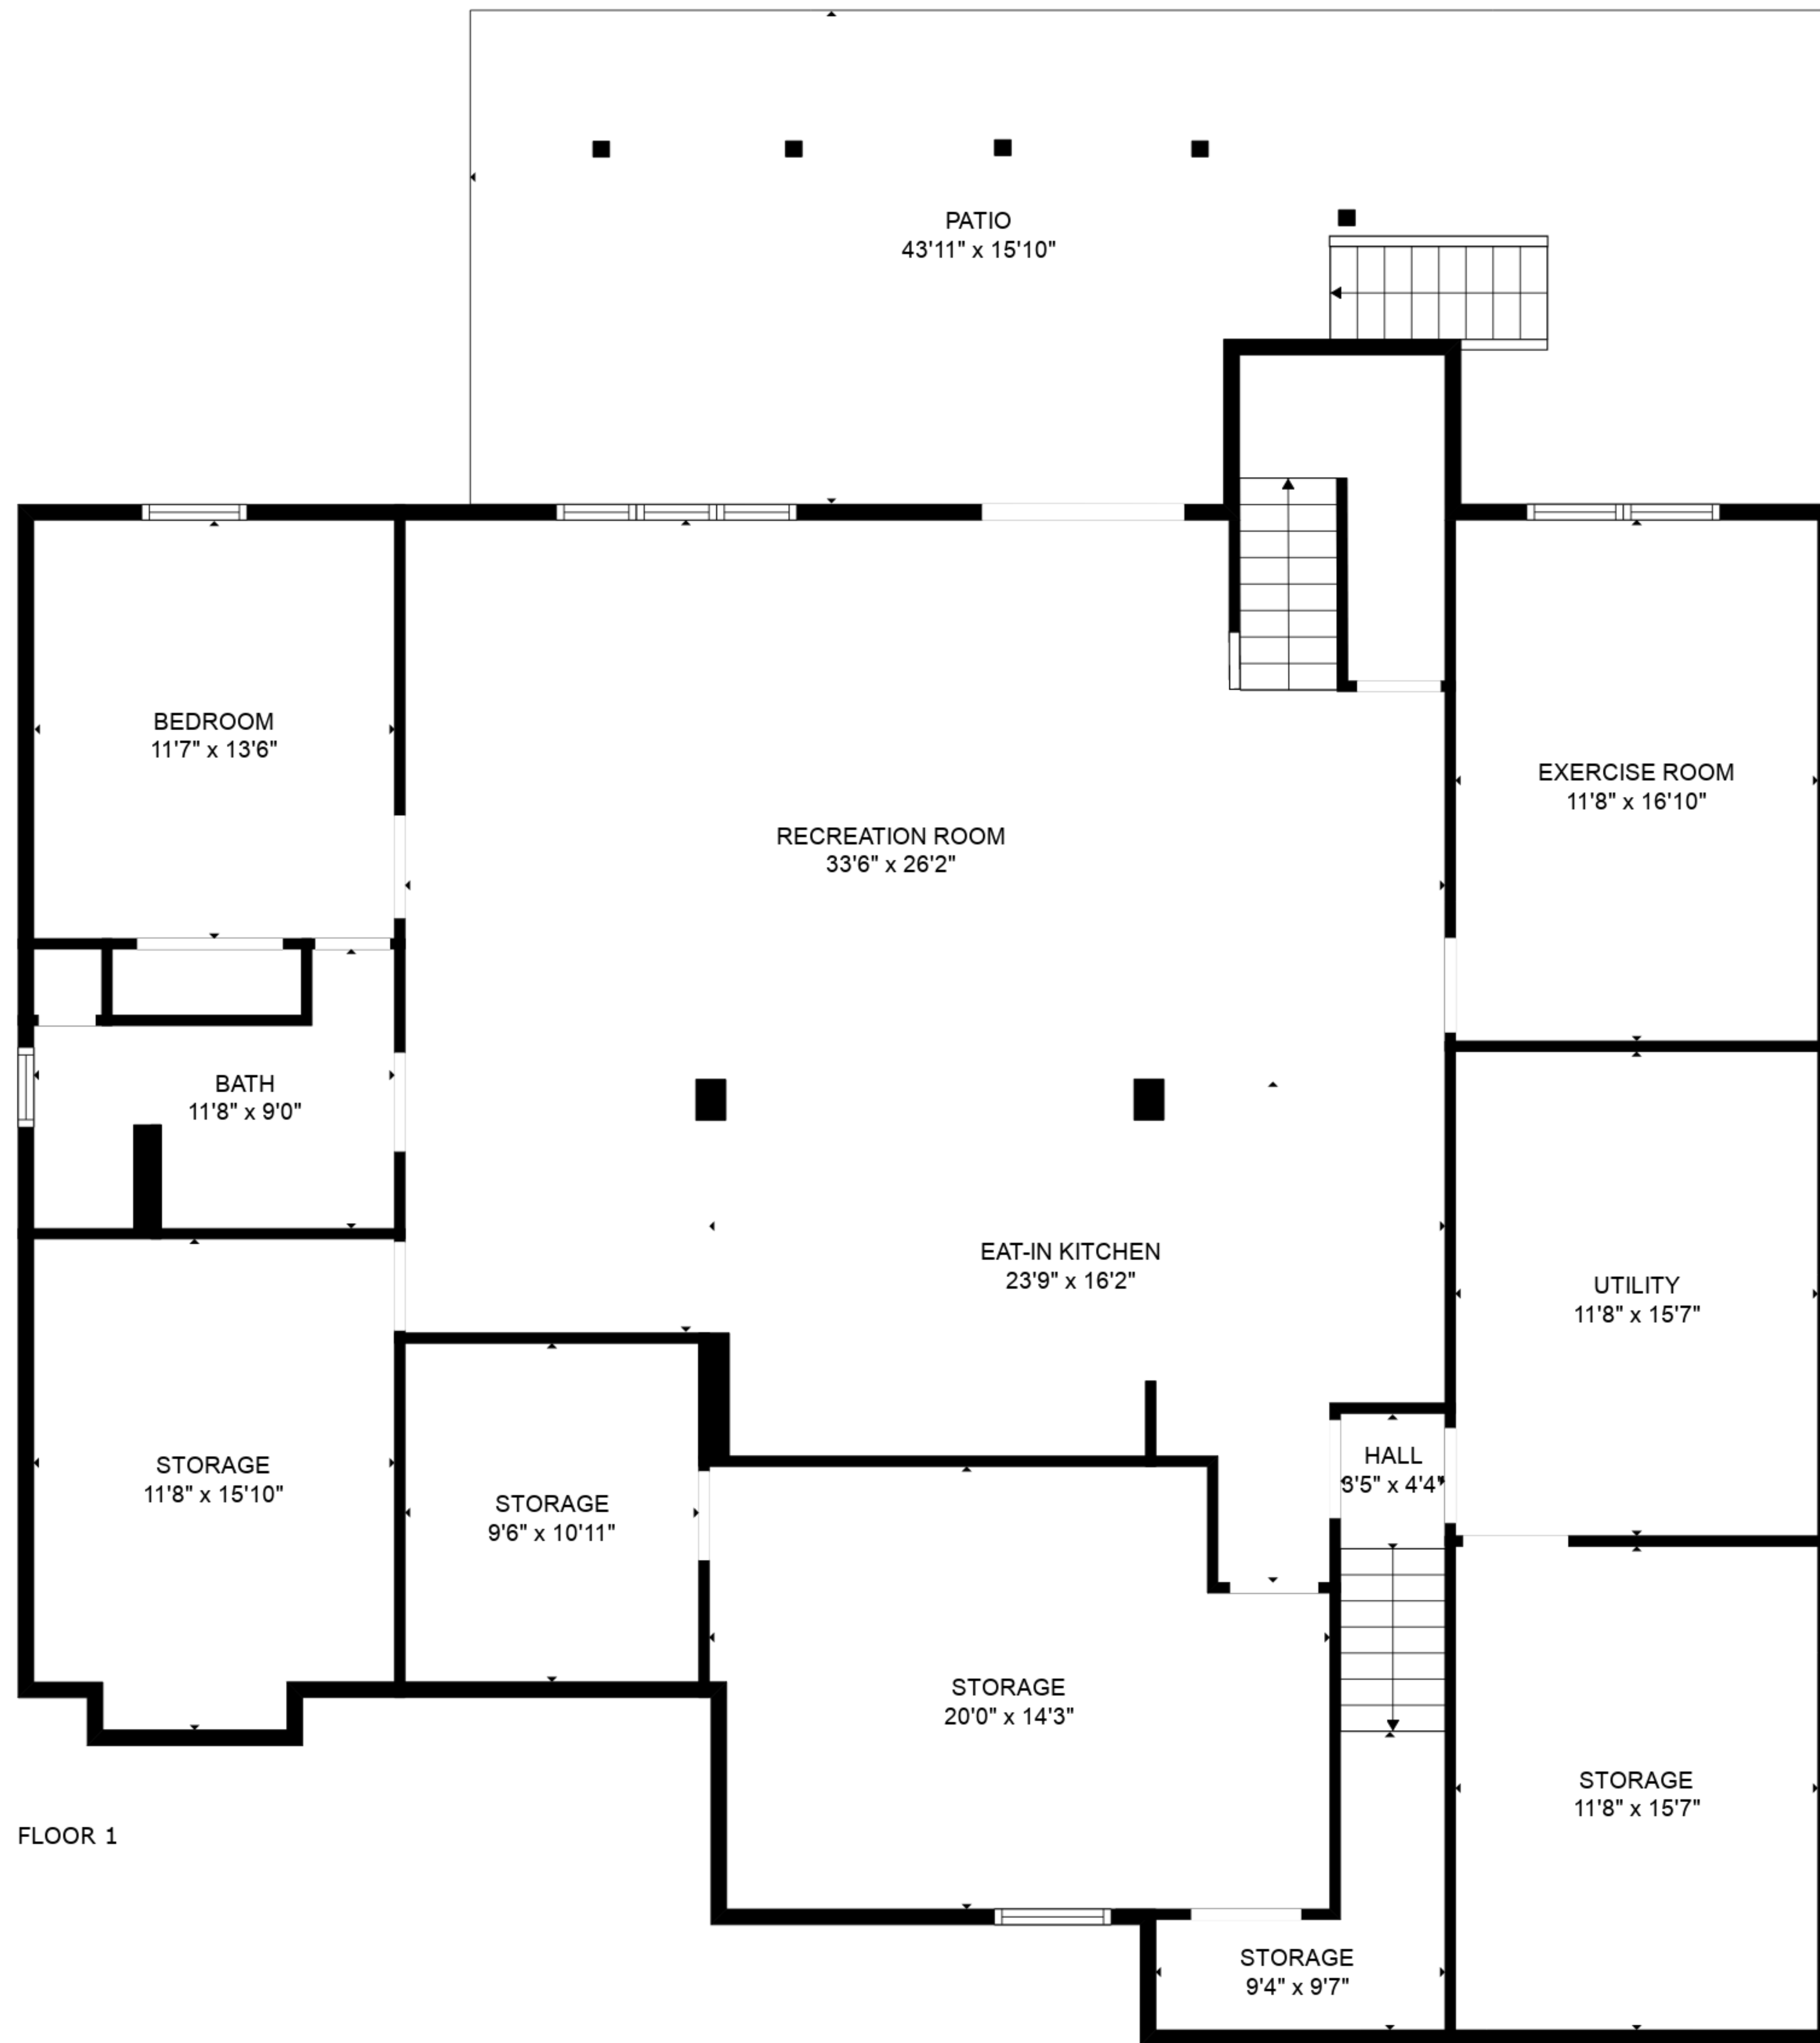 PATIO
43'11" x 15'10"
BEDROOM
11'7" x 13'6"
EXERCISE ROOM
11'8" x 16'10"
RECREATION ROOM
33'6" x 26'2"
BATH
11'8" x 9'0"
EAT-IN KITCHEN
23'9" x 16'2"
UTILITY
11'8" x 15'7"
HALL
3'5" x 4'4"
STORAGE
11'8" x 15'10"
STORAGE
9'6" x 10'11"
STORAGE
20'0" x 14'3"
STORAGE
11'8" x 15'7"
FLOOR 1
STORAGE
9'4" x 9'7"